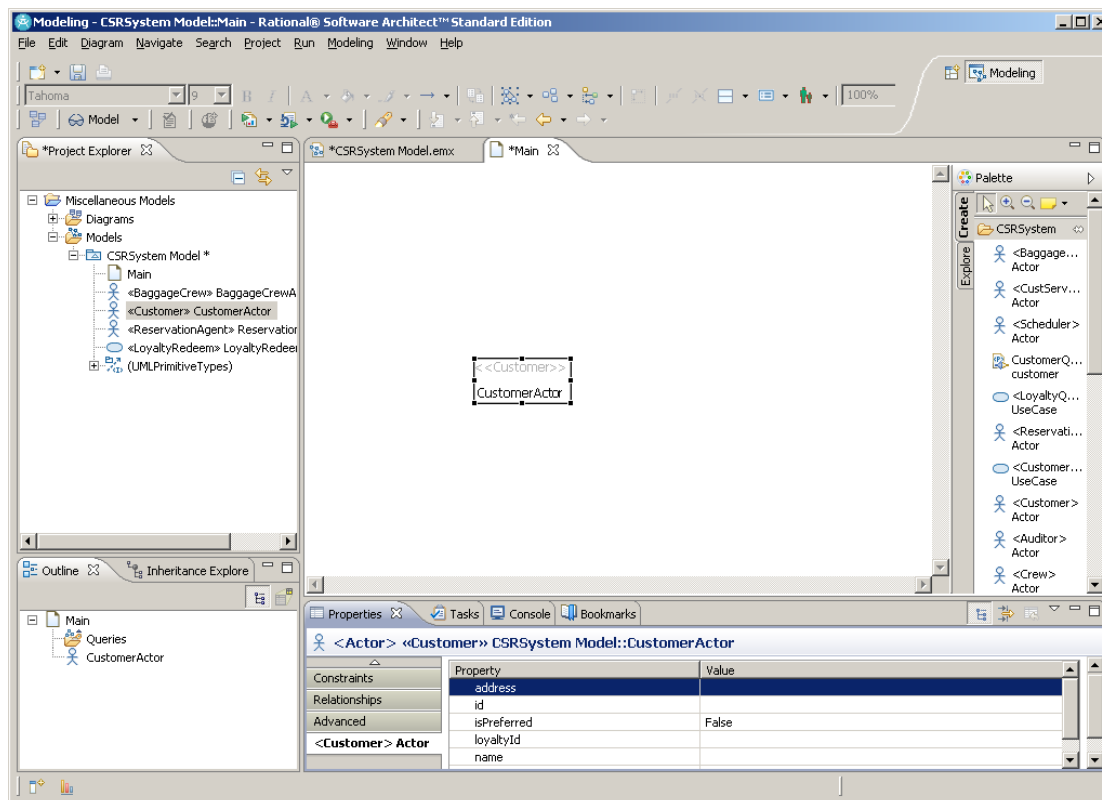 Modeling - CSRSystem Model::Main - Rational® Software Architect™ Standard Edition
File Edit Diagram Navigate Search Project Run Modeling Window Help
Modeling
Tahoma 9 B I A 100%
Model
*Project Explorer
*CSRSystem Model.emx
*Main
Miscellaneous Models
Diagrams
Models
CSRSystem Model *
Main
«BaggageCrew» BaggageCrewA
«Customer» CustomerActor
«ReservationAgent» Reservation
«LoyaltyRedeem» LoyaltyRedee
(UMLPrimitiveTypes)
<<Customer>>
CustomerActor
Palette
Create
Explore
CSRSystem
<Baggage...
Actor
<CustServ...
Actor
<Scheduler>
Actor
CustomerQ...
customer
<LoyaltyQ...
UseCase
<Reservati...
Actor
<Customer...
UseCase
<Customer>
Actor
<Auditor>
Actor
<Crew>
Actor
Outline
Inheritance Explore
Main
Queries
CustomerActor
Properties Tasks Console Bookmarks
<Actor> «Customer» CSRSystem Model::CustomerActor
Constraints
Relationships
Advanced
<Customer> Actor
Property Value
address
id
isPreferred False
loyaltyId
name